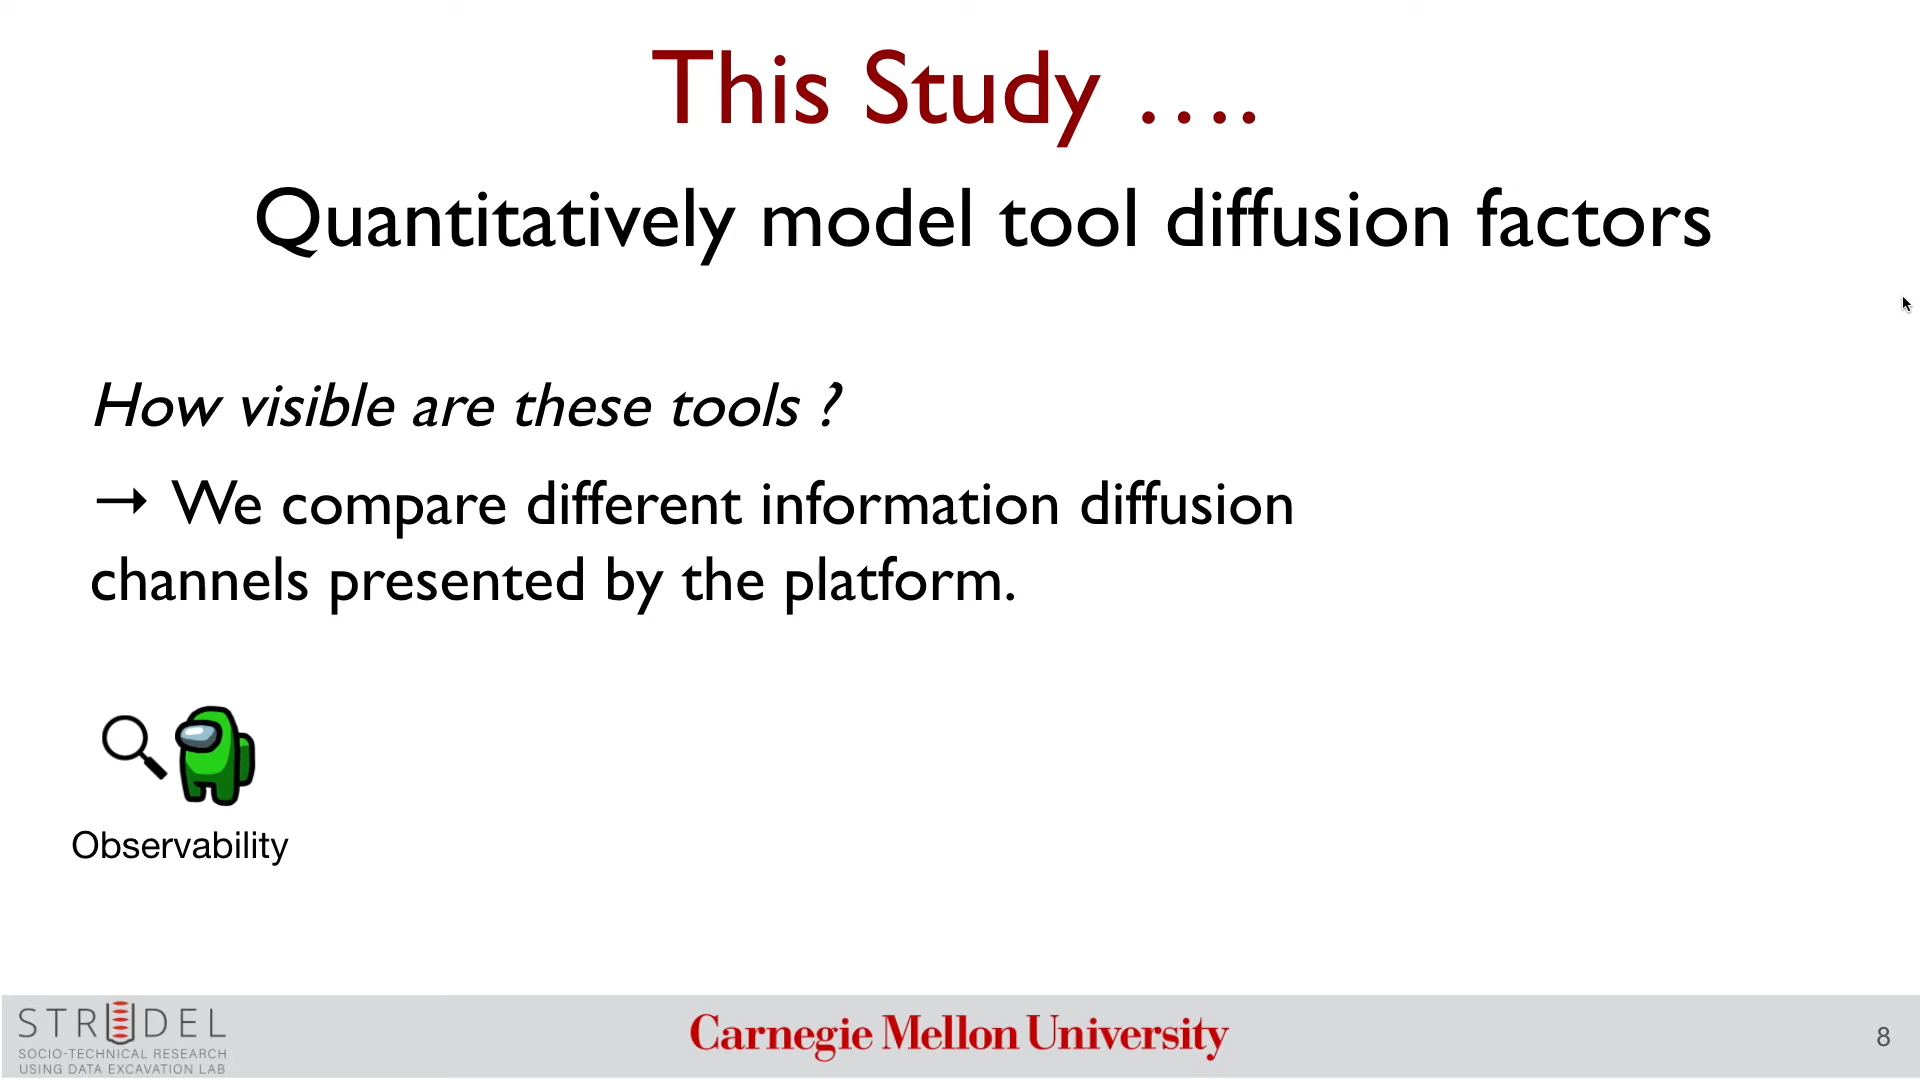 This Study ....
Quantitatively model tool diffusion factors
How visible are these tools ?
→ We compare different information diffusion
channels presented by the platform.
Observability
STRUDEL
SOCIO-TECHNICAL RESEARCH
USING DATA EXCAVATION LAB
Carnegie Mellon University
8